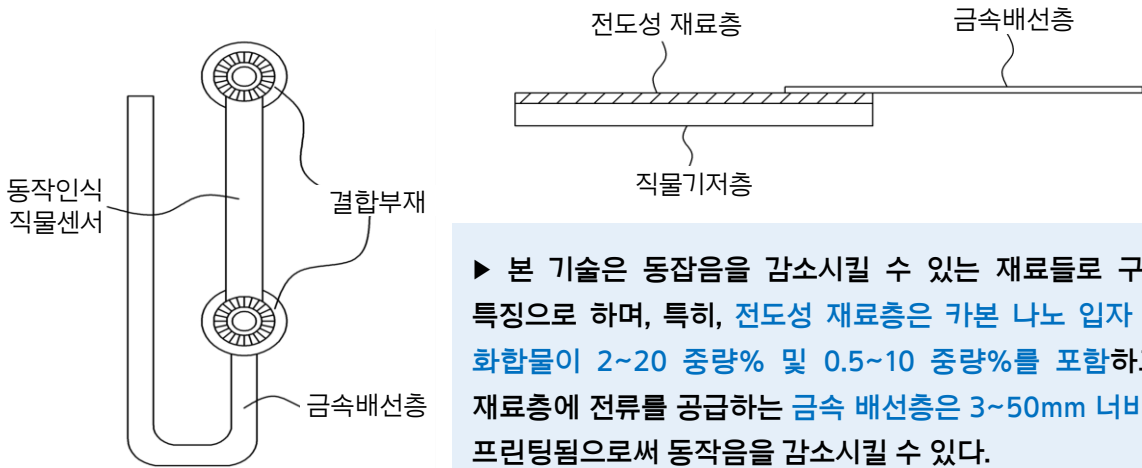 전도성 재료층
금속배선층
직물기저층
동작인식
직물센서
결합부재
금속배선층
▶ 본 기술은 동잡음을 감소시킬 수 있는 재료들로 구
특징으로 하며, 특히, 전도성 재료층은 카본 나노 입자
화합물이 2~20 중량% 및 0.5~10 중량%를 포함하
재료층에 전류를 공급하는 금속 배선층은 3~50mm 너비
프린팅됨으로써 동작음을 감소시킬 수 있다.